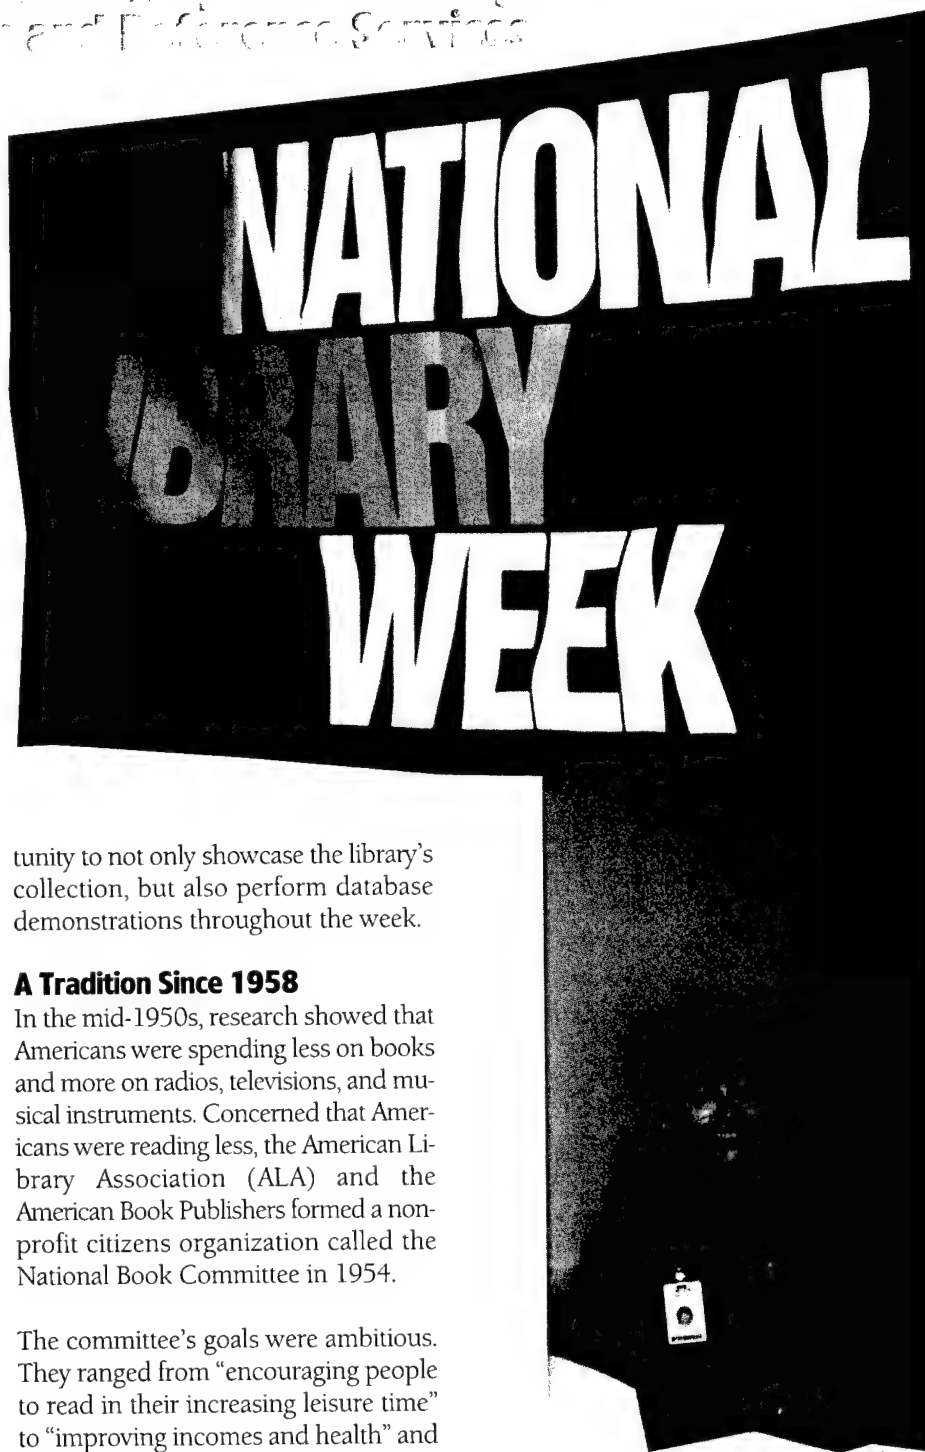 and Reference Services
NATIONAL
LIBRARY
WEEK
tunity to not only showcase the library's
collection, but also perform database
demonstrations throughout the week.
A Tradition Since 1958
In the mid-1950s, research showed that
Americans were spending less on books
and more on radios, televisions, and mu-
sical instruments. Concerned that Amer-
icans were reading less, the American Li-
brary Association (ALA) and the
American Book Publishers formed a non-
profit citizens organization called the
National Book Committee in 1954.
The committee's goals were ambitious.
They ranged from “encouraging people
to read in their increasing leisure time”
to “improving incomes and health” and